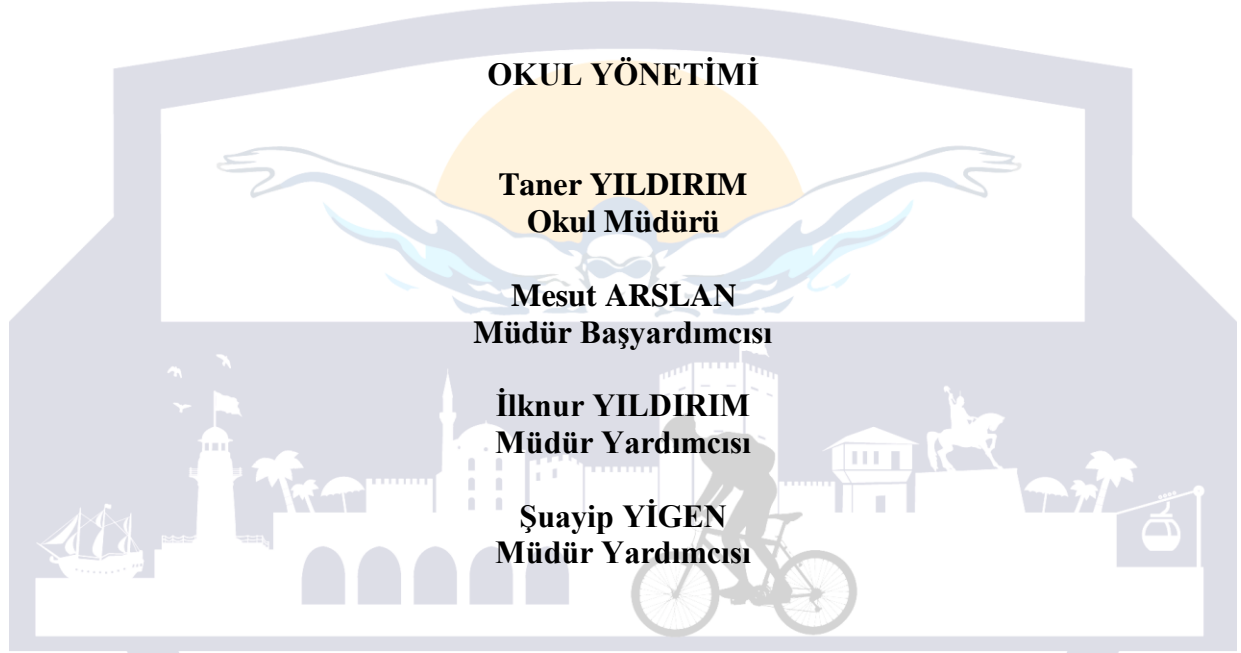 OKUL YÖNETİMİ
Taner YILDIRIM
Okul Müdürü
Mesut ARSLAN
Müdür Başyardımcısı
İlknur YILDIRIM
Müdür Yardımcısı
Şuayip YİGEN
Müdür Yardımcısı